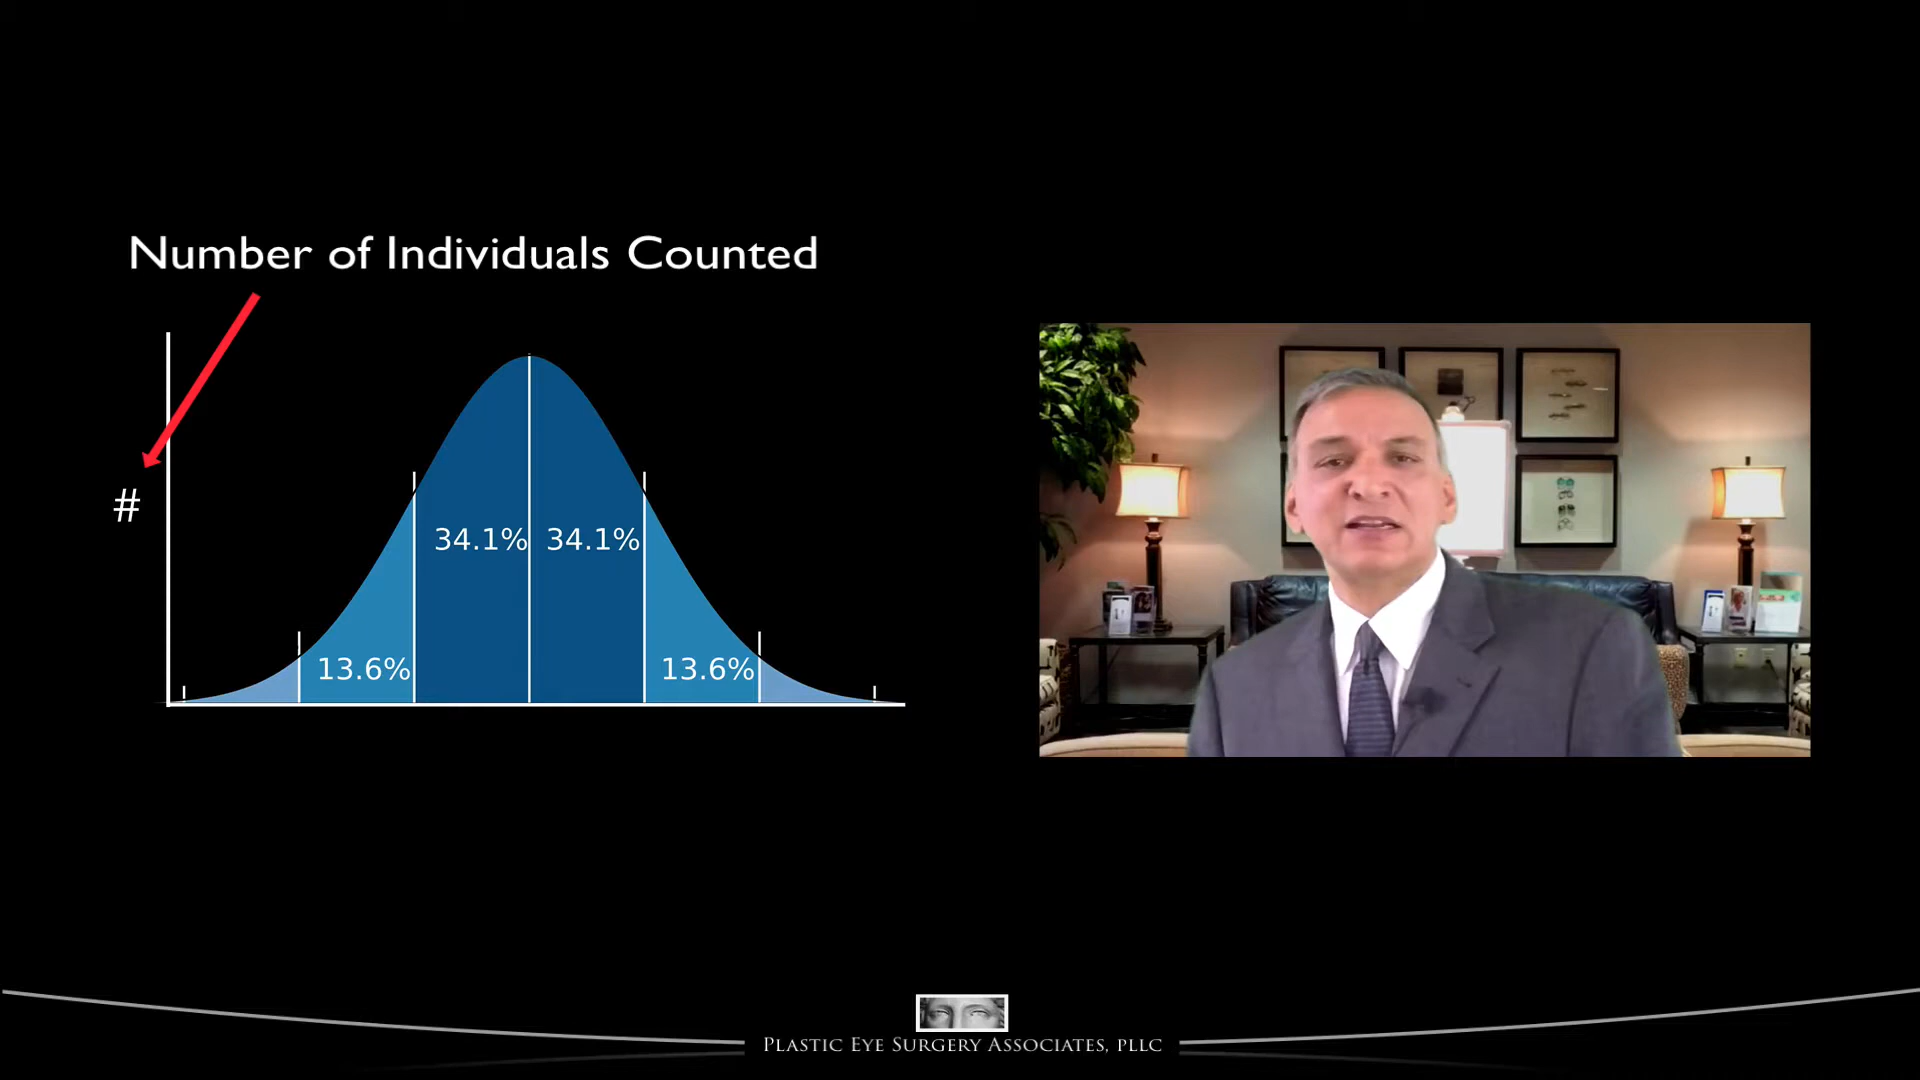 Number of Individuals Counted
#
34.1% 34.1%
13.6% 13.6%
PLASTIC EYE SURGERY ASSOCIATES, PLLC